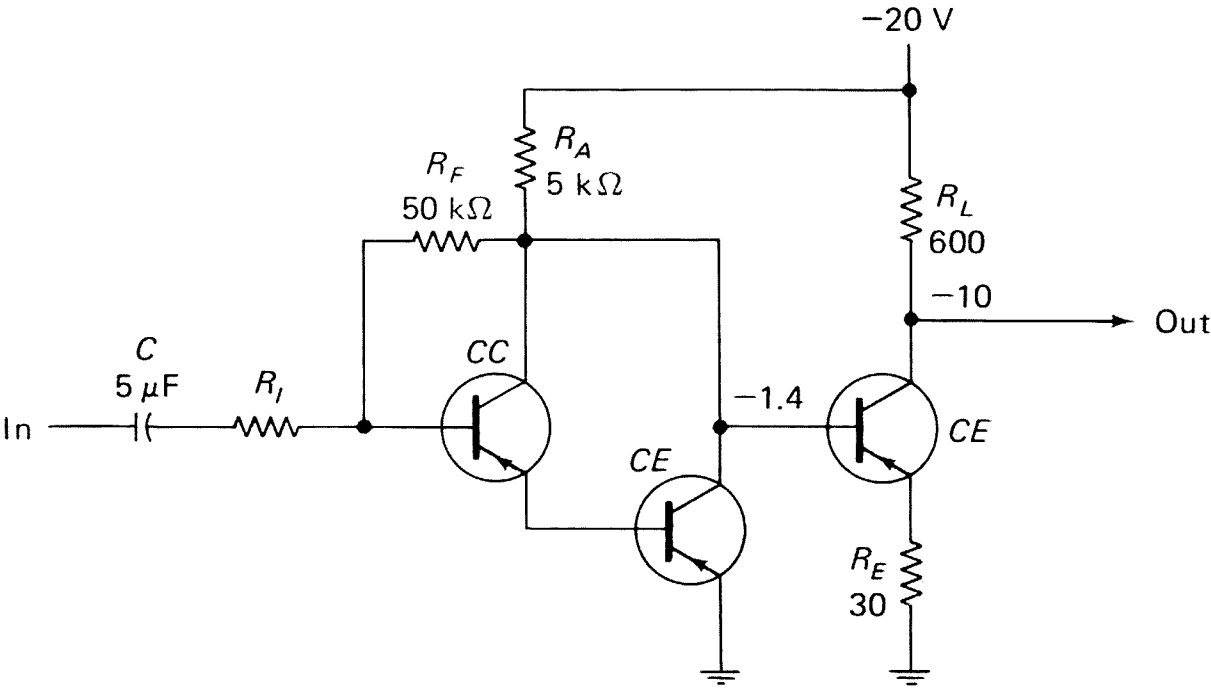 −20 V
R_A
5 kΩ
R_F
50 kΩ
R_L
600
−10
Out
C
5 μF
R_I
In
CC
−1.4
CE
CE
R_E
30